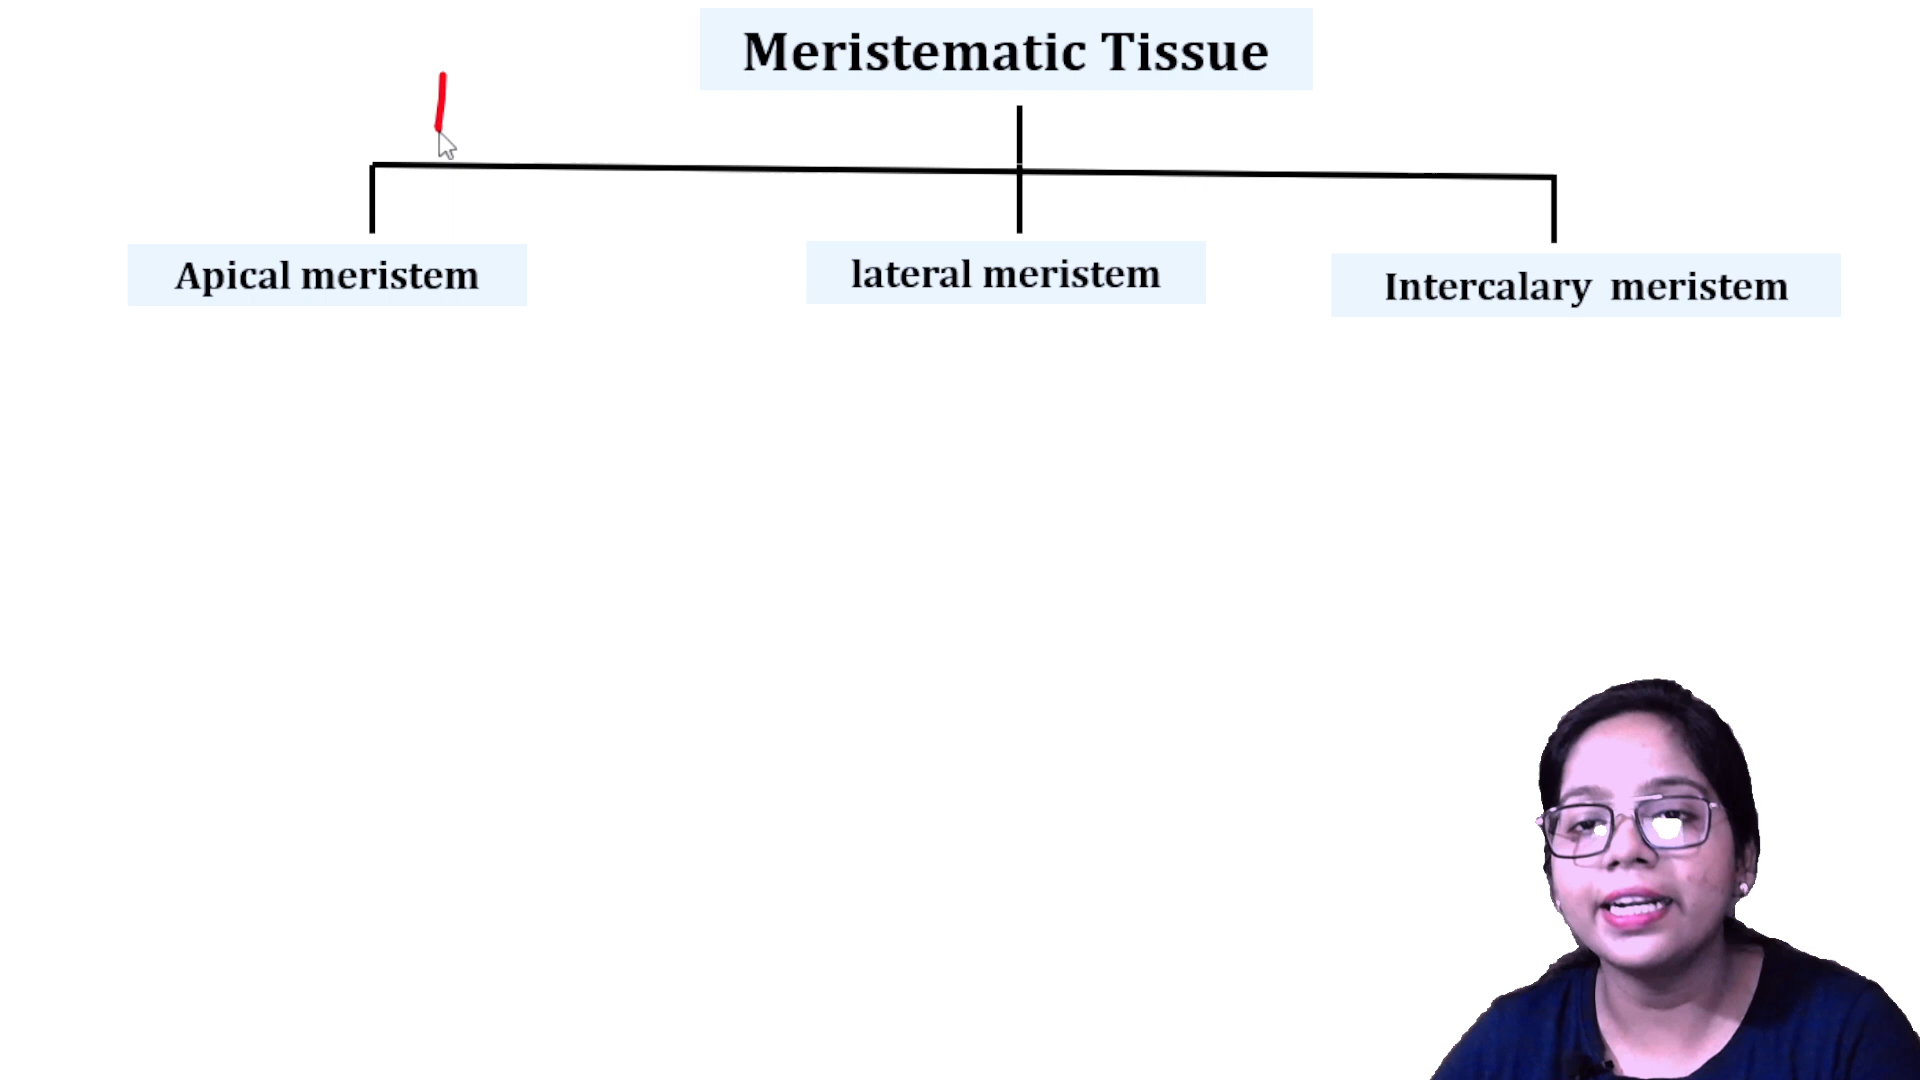 Meristematic Tissue
Apical meristem
lateral meristem
Intercalary meristem